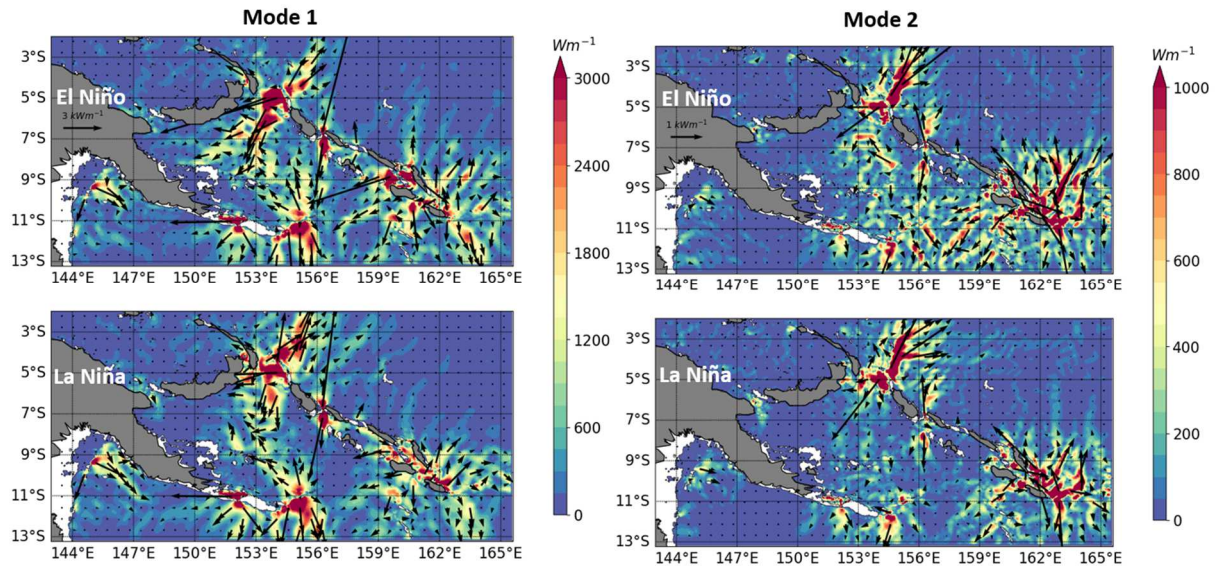 Mode 1
Mode 2
3°S
5°S
7°S
9°S
11°S
13°S
El Niño
3 kWm⁻¹
144°E 147°E 150°E 153°E 156°E 159°E 162°E 165°E
Wm⁻¹
3000
2400
1800
1200
600
0
3°S
5°S
7°S
9°S
11°S
13°S
El Niño
1 kWm⁻¹
144°E 147°E 150°E 153°E 156°E 159°E 162°E 165°E
Wm⁻¹
1000
800
600
400
200
0
3°S
5°S
7°S
9°S
11°S
13°S
La Niña
144°E 147°E 150°E 153°E 156°E 159°E 162°E 165°E
3°S
5°S
7°S
9°S
11°S
13°S
La Niña
144°E 147°E 150°E 153°E 156°E 159°E 162°E 165°E